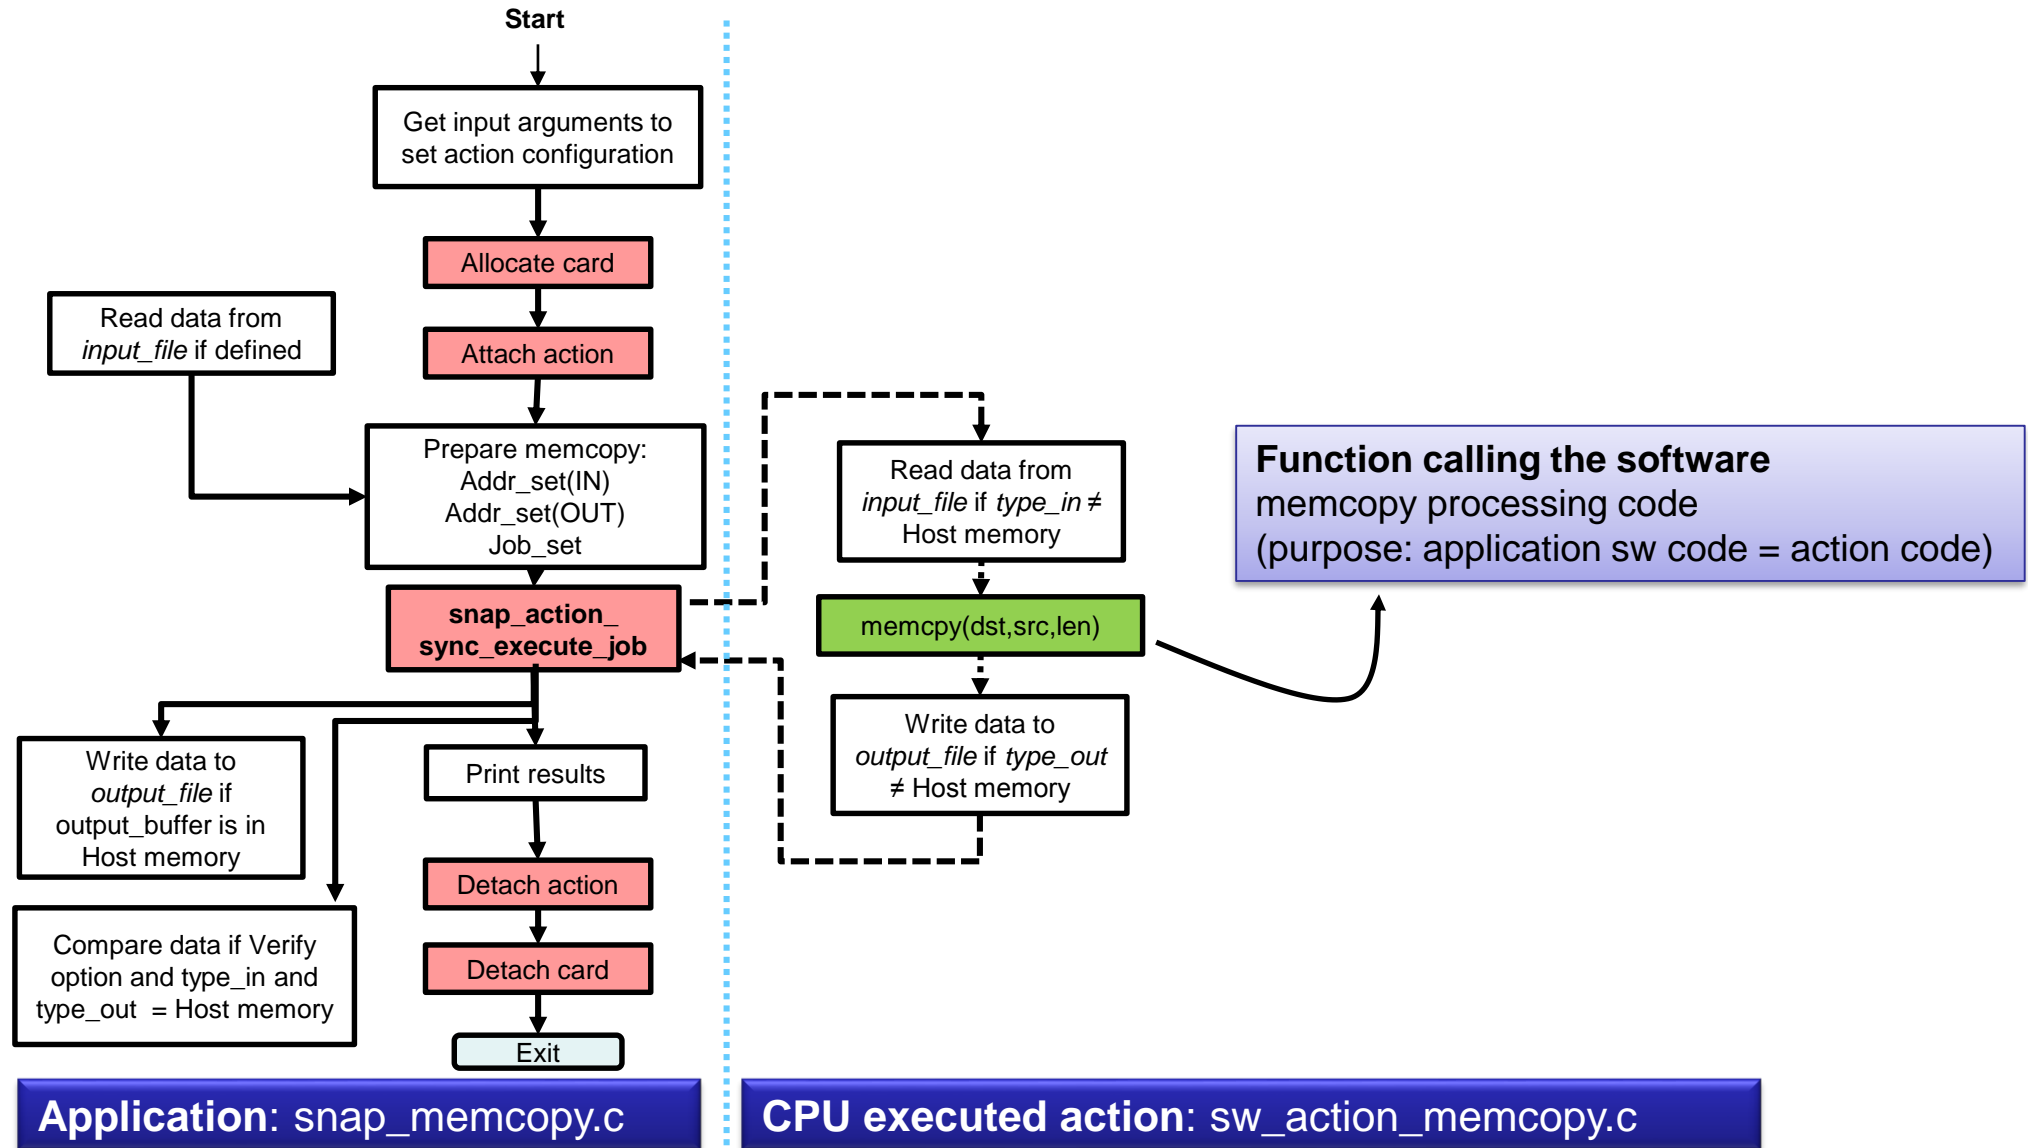 Start
Get input arguments to
set action configuration
Allocate card
Read data from
input_file if defined
Attach action
Prepare memcopy:
Addr_set(IN)
Addr_set(OUT)
Job_set
snap_action_
sync_execute_job
Write data to
output_file if
output_buffer is in
Host memory
Print results
Compare data if Verify
option and type_in and
type_out = Host memory
Detach action
Detach card
Exit
Read data from
input_file if type_in ≠
Host memory
memcpy(dst,src,len)
Write data to
output_file if type_out
≠ Host memory
Function calling the software
memcopy processing code
(purpose: application sw code = action code)
Application: snap_memcopy.c
CPU executed action: sw_action_memcopy.c